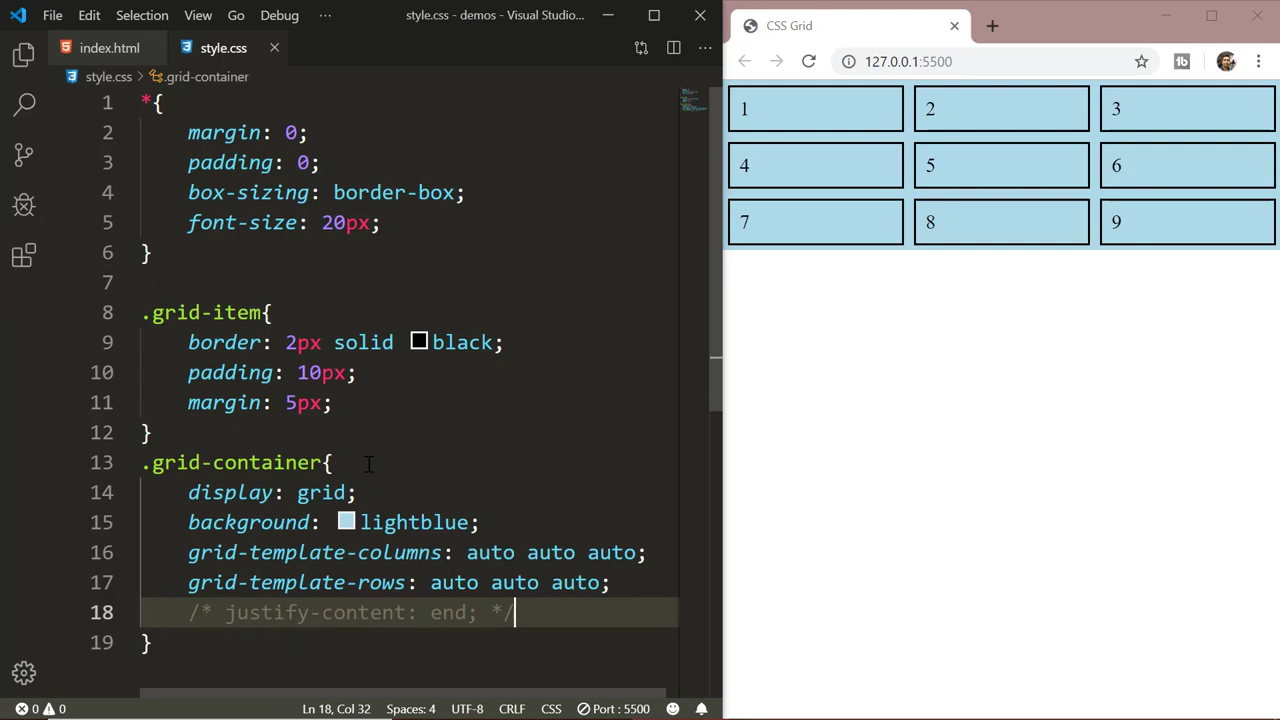 File Edit Selection View Go Debug ··· style.css - demos - Visual Studio...
index.html style.css
style.css > .grid-container
1 *{
2 margin: 0;
3 padding: 0;
4 box-sizing: border-box;
5 font-size: 20px;
6 }
7
8 .grid-item{
9 border: 2px solid black;
10 padding: 10px;
11 margin: 5px;
12 }
13 .grid-container{
14 display: grid;
15 background: lightblue;
16 grid-template-columns: auto auto auto;
17 grid-template-rows: auto auto auto;
18 /* justify-content: end; */
19 }
0 0 Ln 18, Col 32 Spaces: 4 UTF-8 CRLF CSS Port : 5500
CSS Grid
127.0.0.1:5500
1 2 3
4 5 6
7 8 9